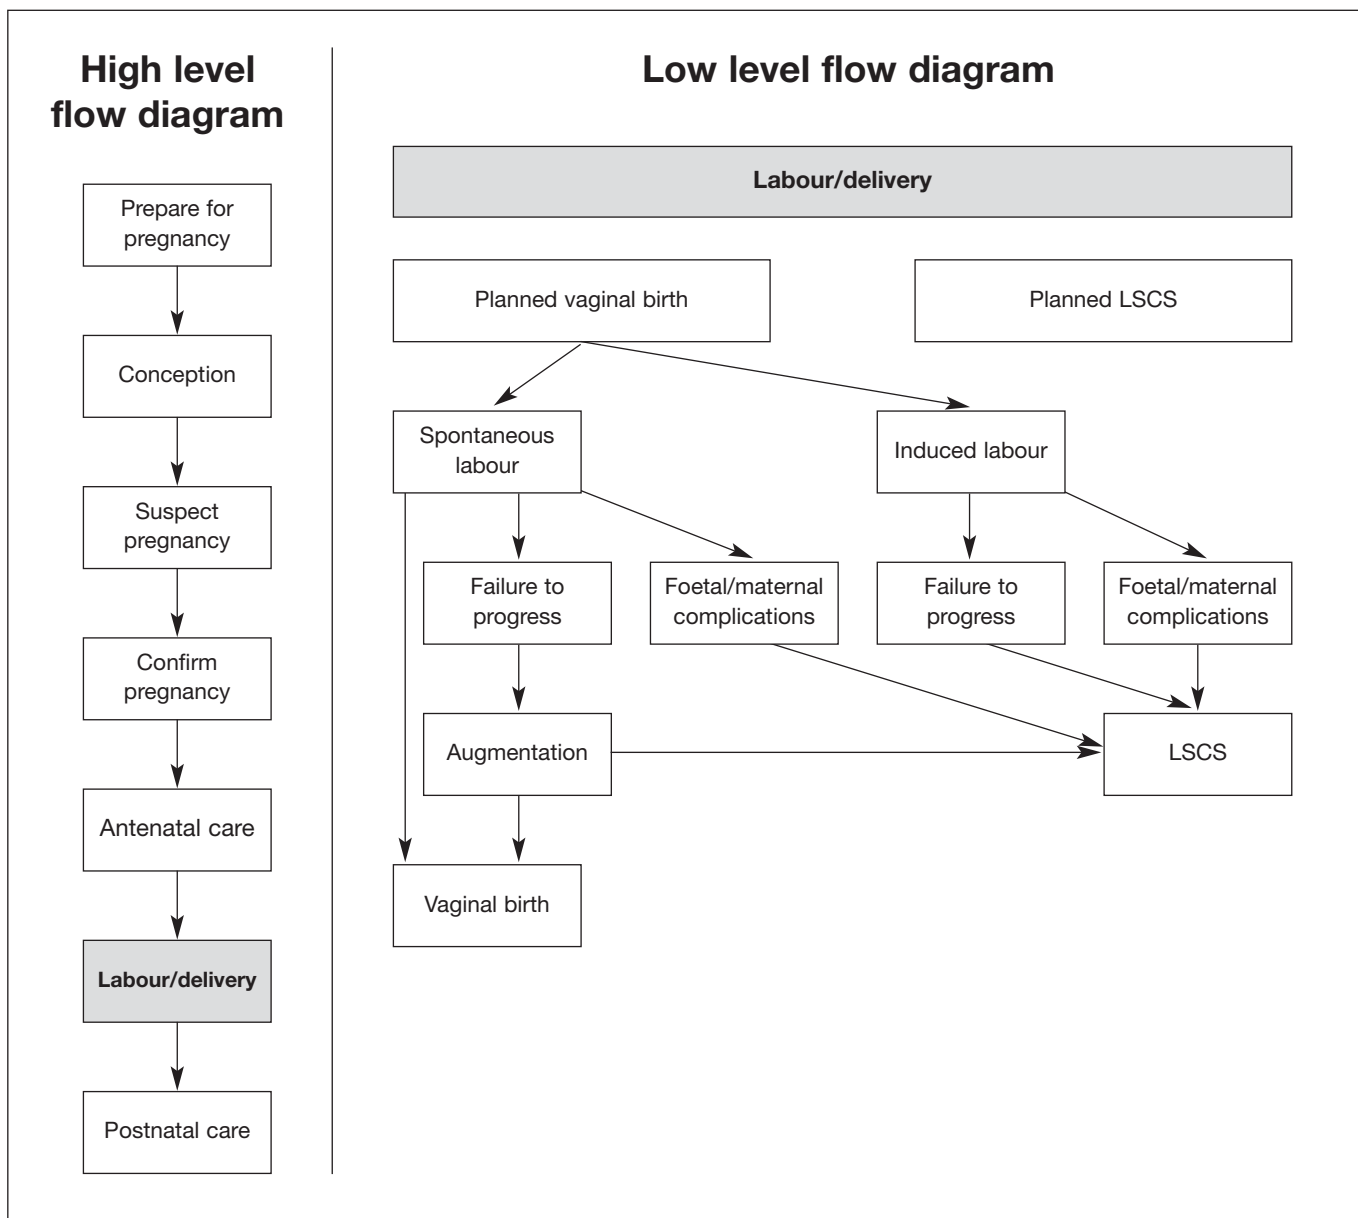 High level
flow diagram
Prepare for
pregnancy
Conception
Suspect
pregnancy
Confirm
pregnancy
Antenatal care
Labour/delivery
Postnatal care
Low level flow diagram
Labour/delivery
Planned vaginal birth
Planned LSCS
Spontaneous
labour
Induced labour
Failure to
progress
Foetal/maternal
complications
Failure to
progress
Foetal/maternal
complications
Augmentation
LSCS
Vaginal birth